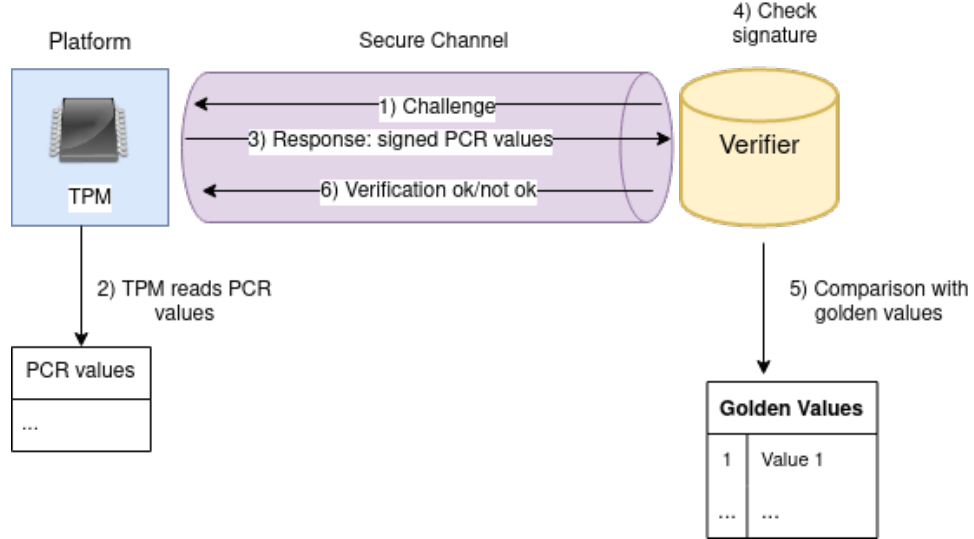 Platform
Secure Channel
4) Check
signature
1) Challenge
3) Response: signed PCR values
6) Verification ok/not ok
TPM
Verifier
2) TPM reads PCR
values
5) Comparison with
golden values
PCR values
...
Golden Values
1 Value 1
... ...